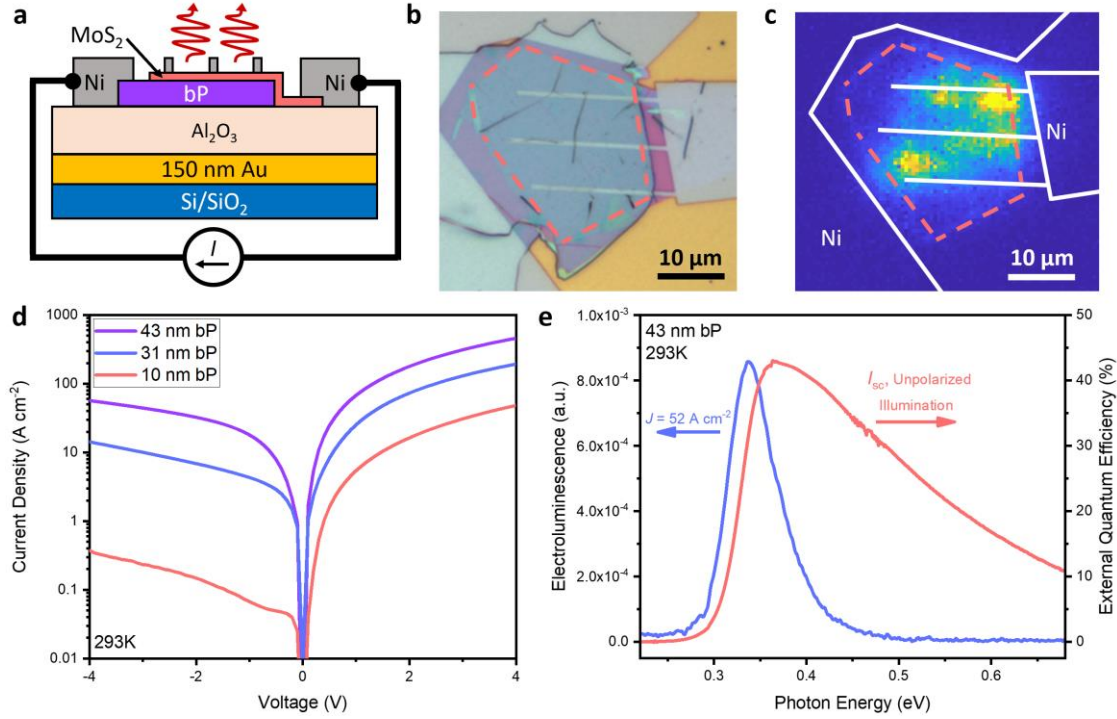 a
MoS₂
Ni
bP
Ni
Al₂O₃
150 nm Au
Si/SiO₂
I
b
10 µm
c
Ni
Ni
10 µm
d
1000
100
10
1
0.1
0.01
Current Density (A cm⁻²)
43 nm bP
31 nm bP
10 nm bP
293K
-4
-2
0
2
4
Voltage (V)
e
1.0x10⁻³
8.0x10⁻⁴
6.0x10⁻⁴
4.0x10⁻⁴
2.0x10⁻⁴
0.0
Electroluminescence (a.u.)
43 nm bP
293K
J = 52 A cm⁻²
Isc, Unpolarized
Illumination
50
40
30
20
10
0
External Quantum Efficiency (%)
0.3
0.4
0.5
0.6
Photon Energy (eV)